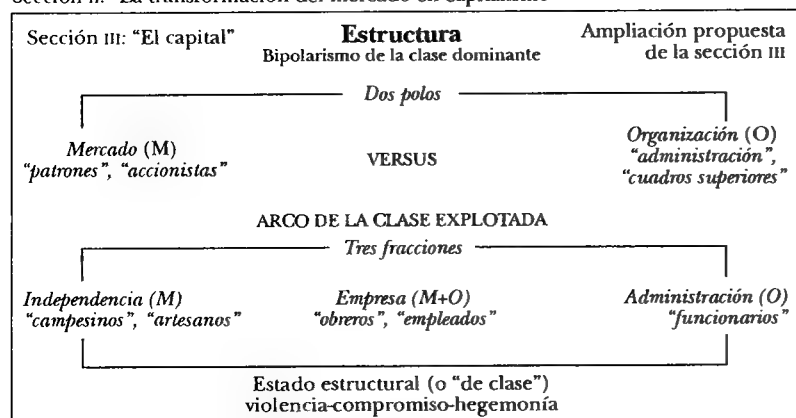 Sección II: "La transformación del mercado en capitalismo"
Sección III: "El capital"
Estructura
Bipolarismo de la clase dominante
Ampliación propuesta
de la sección III
Dos polos
Mercado (M)
"patrones", "accionistas"
VERSUS
Organización (O)
"administración",
"cuadros superiores"
ARCO DE LA CLASE EXPLOTADA
Tres fracciones
Independencia (M)
"campesinos", "artesanos"
Empresa (M+O)
"obreros", "empleados"
Administración (O)
"funcionarios"
Estado estructural (o "de clase")
violencia-compromiso-hegemonía